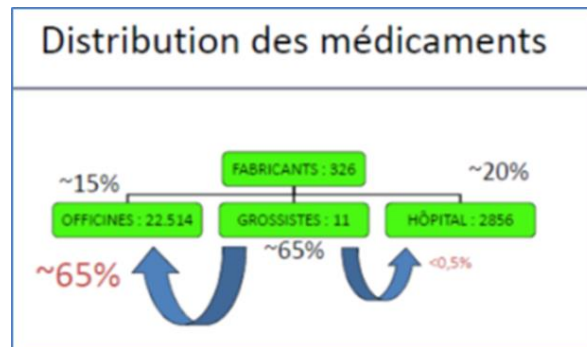 Distribution des médicaments
FABRICANTS : 326
~15%
~20%
OFFICINES : 22.514
GROSSISTES : 11
HÔPITAL : 2856
~65%
~65%
<0,5%